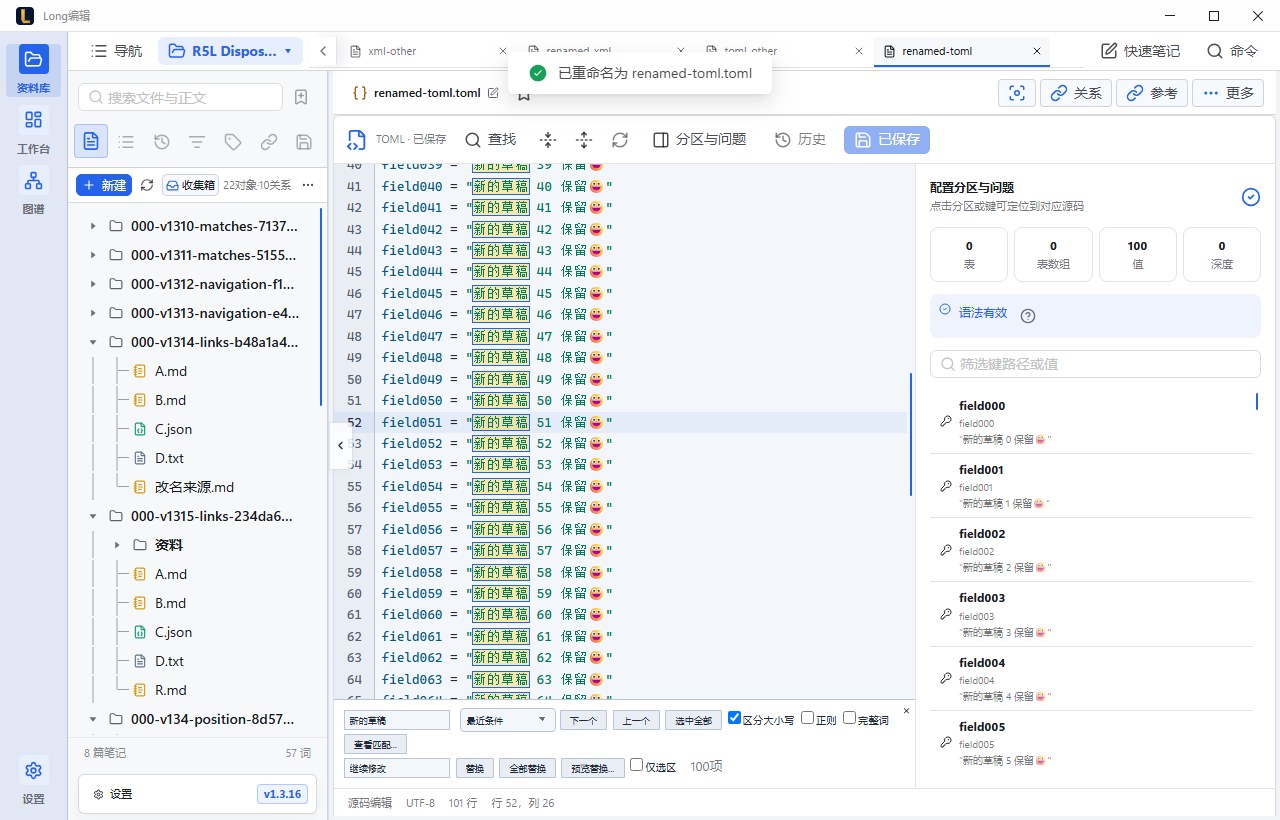 Long编辑
资料库
工作台
图谱
设置
导航
R5L Dispos...
xml-other
renamed-xml
toml-other
renamed-toml
快速笔记
命令
已重命名为 renamed-toml.toml
搜索文件与正文
新建
收集箱
22对象·10关系
000-v1310-matches-7137...
000-v1311-matches-5155...
000-v1312-navigation-f1...
000-v1313-navigation-e4...
000-v1314-links-b48a1a4...
A.md
B.md
C.json
D.txt
改名来源.md
000-v1315-links-234da6...
资料
A.md
B.md
C.json
D.txt
R.md
000-v134-position-8d57...
8 篇笔记
57 词
设置
v1.3.16
{} renamed-toml.toml
关系
参考
更多
TOML · 已保存
查找
分区与问题
历史
已保存
40 field039 = "新的草稿 39 保留😀"
41 field040 = "新的草稿 40 保留😀"
42 field041 = "新的草稿 41 保留😀"
43 field042 = "新的草稿 42 保留😀"
44 field043 = "新的草稿 43 保留😀"
45 field044 = "新的草稿 44 保留😀"
46 field045 = "新的草稿 45 保留😀"
47 field046 = "新的草稿 46 保留😀"
48 field047 = "新的草稿 47 保留😀"
49 field048 = "新的草稿 48 保留😀"
50 field049 = "新的草稿 49 保留😀"
51 field050 = "新的草稿 50 保留😀"
52 field051 = "新的草稿 51 保留😀"
53 field052 = "新的草稿 52 保留😀"
54 field053 = "新的草稿 53 保留😀"
55 field054 = "新的草稿 54 保留😀"
56 field055 = "新的草稿 55 保留😀"
57 field056 = "新的草稿 56 保留😀"
58 field057 = "新的草稿 57 保留😀"
59 field058 = "新的草稿 58 保留😀"
60 field059 = "新的草稿 59 保留😀"
61 field060 = "新的草稿 60 保留😀"
62 field061 = "新的草稿 61 保留😀"
63 field062 = "新的草稿 62 保留😀"
64 field063 = "新的草稿 63 保留😀"
65 field064 = "新的草稿 64 保留😀"
新的草稿
最近条件
下一个
上一个
选中全部
区分大小写
正则
完整词
×
查看匹配...
继续修改
替换
全部替换
预览替换...
仅选区
100项
源码编辑
UTF-8
101 行
行 52，列 26
配置分区与问题
点击分区或键可定位到对应源码
0
表
0
表数组
100
值
0
深度
语法有效
筛选键路径或值
field000
field000
"新的草稿 0 保留😀"
field001
field001
"新的草稿 1 保留😀"
field002
field002
"新的草稿 2 保留😀"
field003
field003
"新的草稿 3 保留😀"
field004
field004
"新的草稿 4 保留😀"
field005
field005
"新的草稿 5 保留😀"